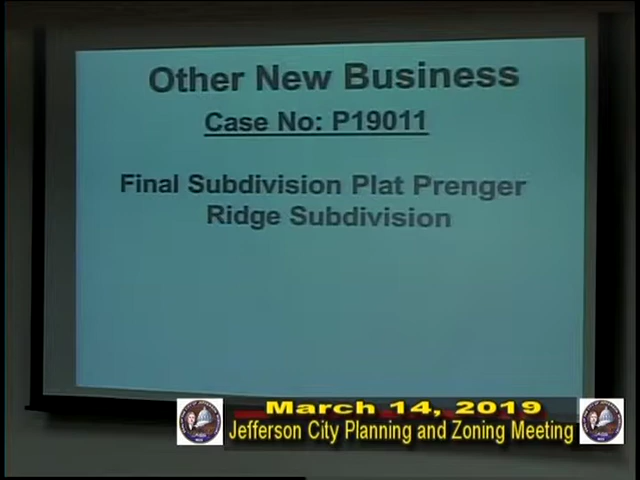 Other New Business
Case No: P19011
Final Subdivision Plat Prenger
Ridge Subdivision
March 14, 2019
Jefferson City Planning and Zoning Meeting